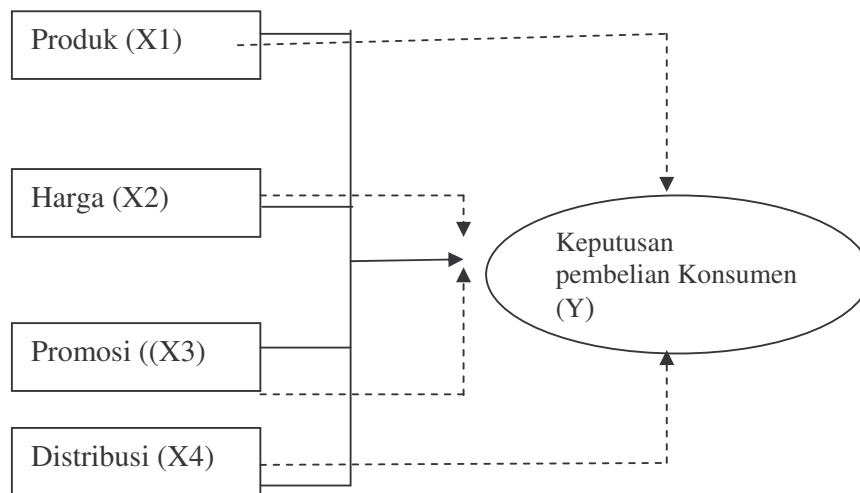 Produk (X1)
Harga (X2)
Keputusan
pembelian Konsumen
(Y)
Promosi ((X3)
Distribusi (X4)